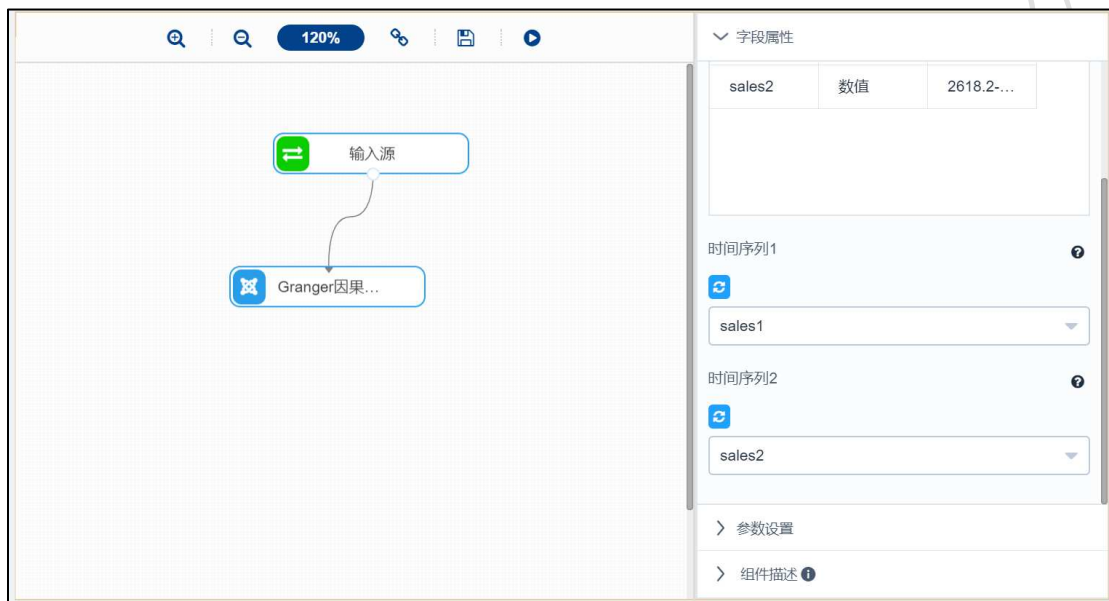 120%
输入源
Granger因果...
字段属性
sales2 数值 2618.2-...
时间序列1
sales1
时间序列2
sales2
参数设置
组件描述